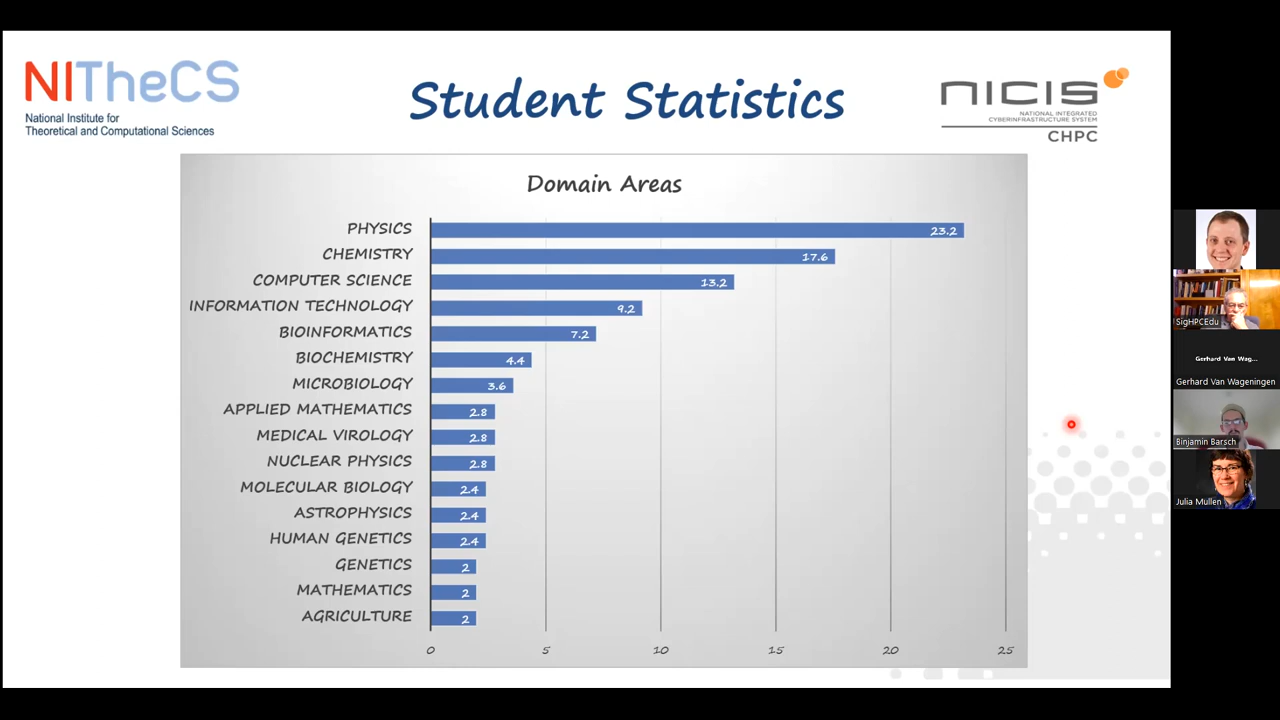 NITheCS
National Institute for
Theoretical and Computational Sciences
Student Statistics
NICIS
NATIONAL INTEGRATED
CYBERINFRASTRUCTURE SYSTEM
CHPC
Domain Areas
PHYSICS 23.2
CHEMISTRY 17.6
COMPUTER SCIENCE 13.2
INFORMATION TECHNOLOGY 9.2
BIOINFORMATICS 7.2
BIOCHEMISTRY 4.4
MICROBIOLOGY 3.6
APPLIED MATHEMATICS 2.8
MEDICAL VIROLOGY 2.8
NUCLEAR PHYSICS 2.8
MOLECULAR BIOLOGY 2.4
ASTROPHYSICS 2.4
HUMAN GENETICS 2.4
GENETICS 2
MATHEMATICS 2
AGRICULTURE 2
0 5 10 15 20 25
SigHPCEdu
Gerhard Van Wag...
Gerhard Van Wageningen
Binjamin Barsch
Julia Mullen